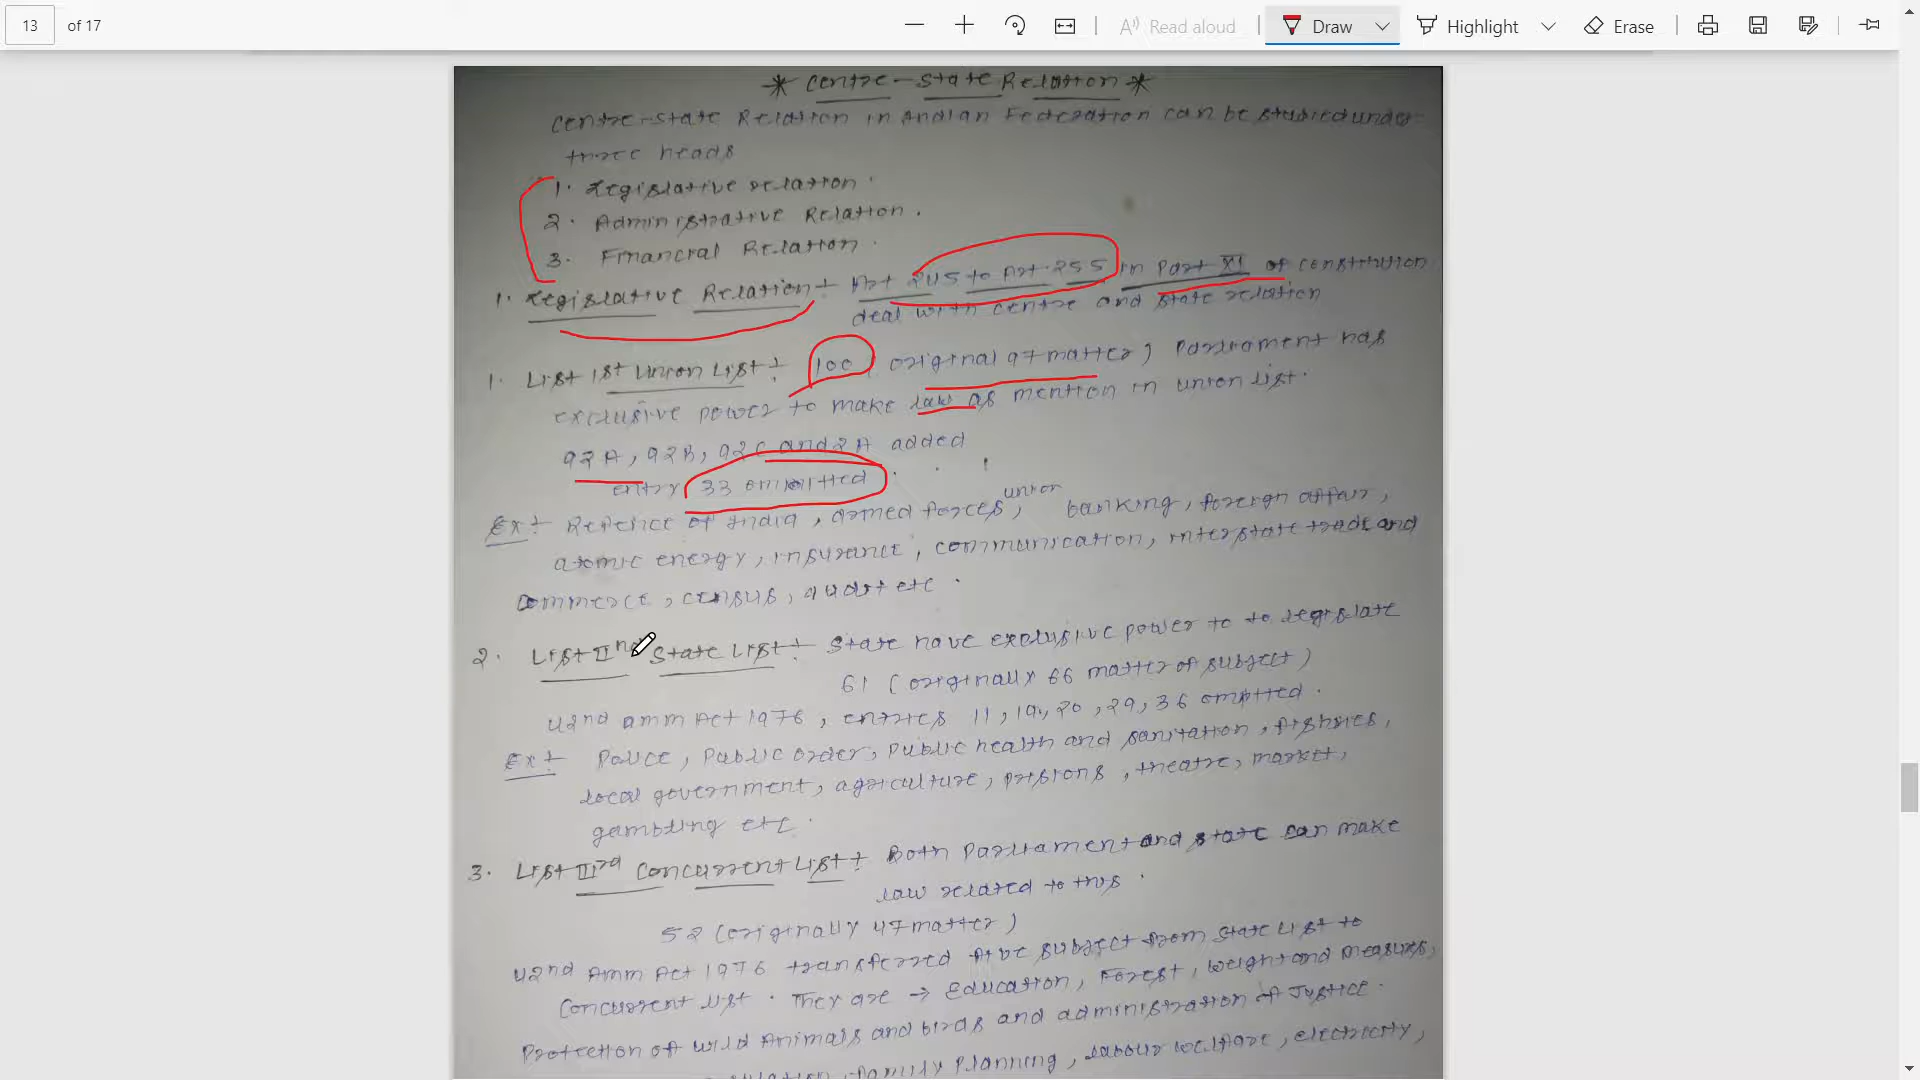 13 of 17
Read aloud
Draw
Highlight
Erase
* Centre-State Relation *
Centre-State Relation in Indian Federation can be studied under
three heads
1. Legislative relation.
2. Administrative Relation.
3. Financial Relation.
1. Legislative Relation÷ Art 245 to Art.255 in Part XI of constitution
deal with centre and state relation
1. List 1st Union List÷ 100 (original 97 matter) Parliament has
exclusive power to make law as mention in union list.
92A, 92B, 92C and 2A added
entry 33 ommitted
Ex÷ Defence of India, armed forces, union banking, foreign affair,
atomic energy, insurance, communication, interstate trade and
commerce, census, audit etc.
2. List IInd State List÷ State have exclusive power to to legislate
61 (originally 66 matter of subject)
42nd amm Act 1976, entries 11, 19, 20, 29, 36 omitted.
Ex÷ Police, Public order, public health and sanitation, fishries,
local government, agriculture, prisions, theatre, market,
gambling etc.
3. List IIIrd Concurrent List÷ Both Parliament and state can make
law related to this.
52 (originally 47 matter)
42nd Amm Act 1976 transferred five subject from State List to
Concurrent list. They are → Education, Forest, weight and measures,
Protection of wild Animals and birds and administration of Justice.
Family Planning, labour welfare, electricity,